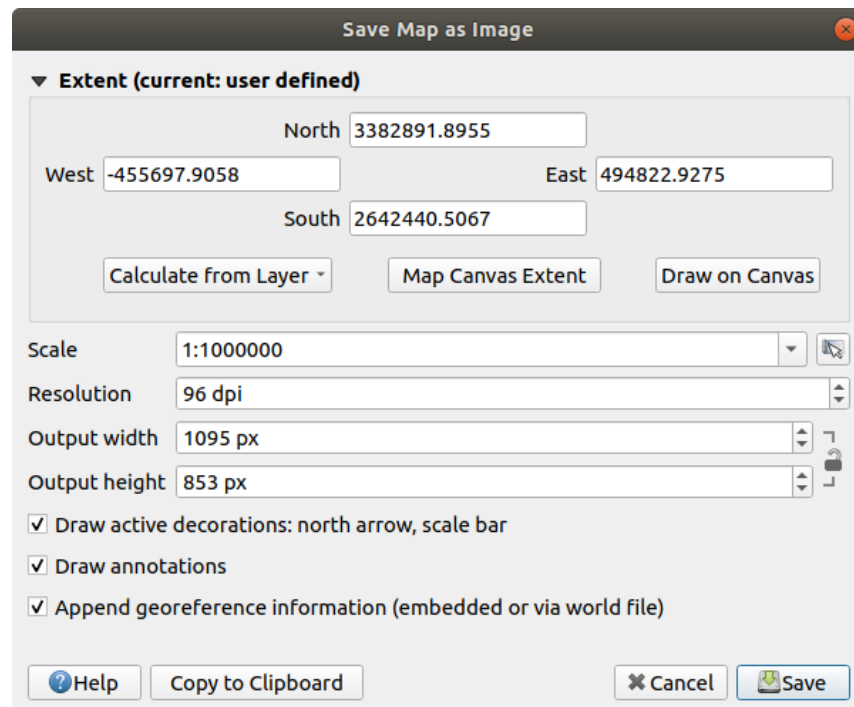 Save Map as Image
Extent (current: user defined)
North 3382891.8955
West -455697.9058 East 494822.9275
South 2642440.5067
Calculate from Layer Map Canvas Extent Draw on Canvas
Scale 1:1000000
Resolution 96 dpi
Output width 1095 px
Output height 853 px
Draw active decorations: north arrow, scale bar
Draw annotations
Append georeference information (embedded or via world file)
Help Copy to Clipboard Cancel Save